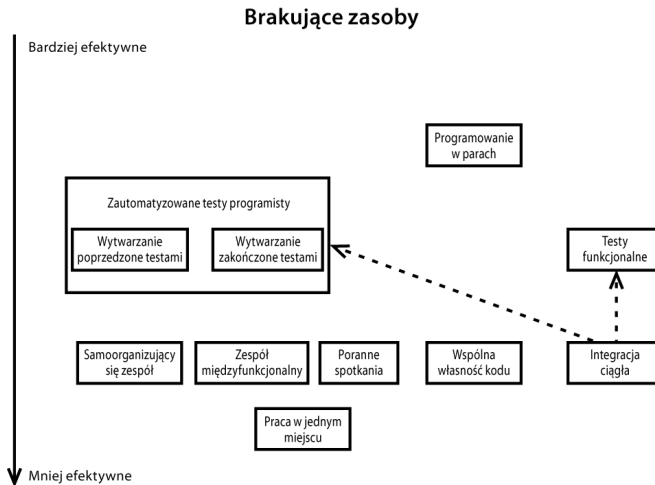 Brakujące zasoby
Bardziej efektywne
Programowanie
w parach
Zautomatyzowane testy programisty
Wytwarzanie
poprzedzone testami
Wytwarzanie
zakończone testami
Testy
funkcjonalne
Samoorganizujący
się zespół
Zespół
międzyfunkcjonalny
Poranne
spotkania
Wspólna
własność kodu
Integracja
ciągła
Praca w jednym
miejscu
Mniej efektywne